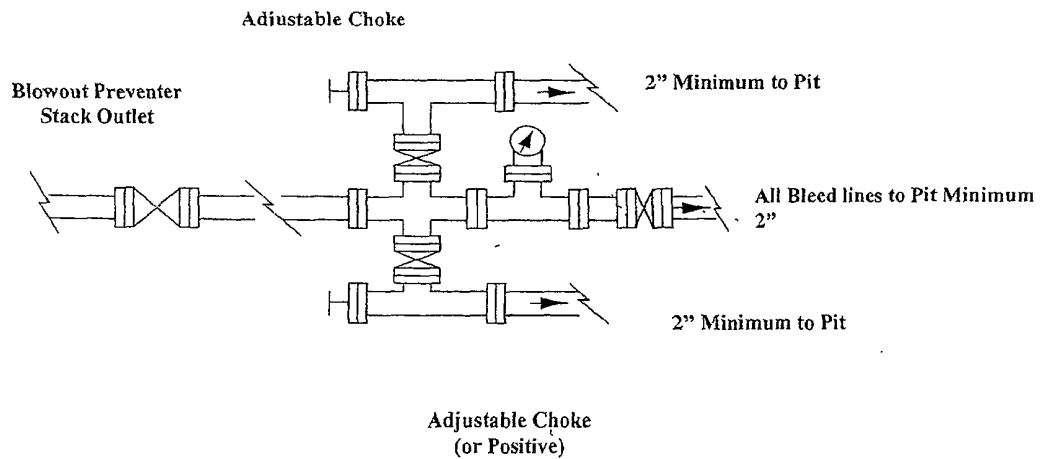 Adjustable Choke
Blowout Preventer
Stack Outlet
2” Minimum to Pit
All Bleed lines to Pit Minimum
2”
2” Minimum to Pit
Adjustable Choke
(or Positive)